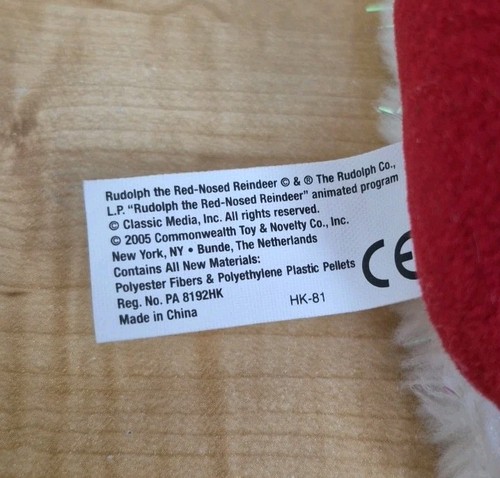 Rudolph the Red-Nosed Reindeer © & ® The Rudolph Co.,
L.P. "Rudolph the Red-Nosed Reindeer" animated program
© Classic Media, Inc. All rights reserved.
© 2005 Commonwealth Toy & Novelty Co., Inc.
New York, NY • Bunde, The Netherlands
Contains All New Materials:
Polyester Fibers & Polyethylene Plastic Pellets
Reg. No. PA 8192HK
HK-81
Made in China
CE